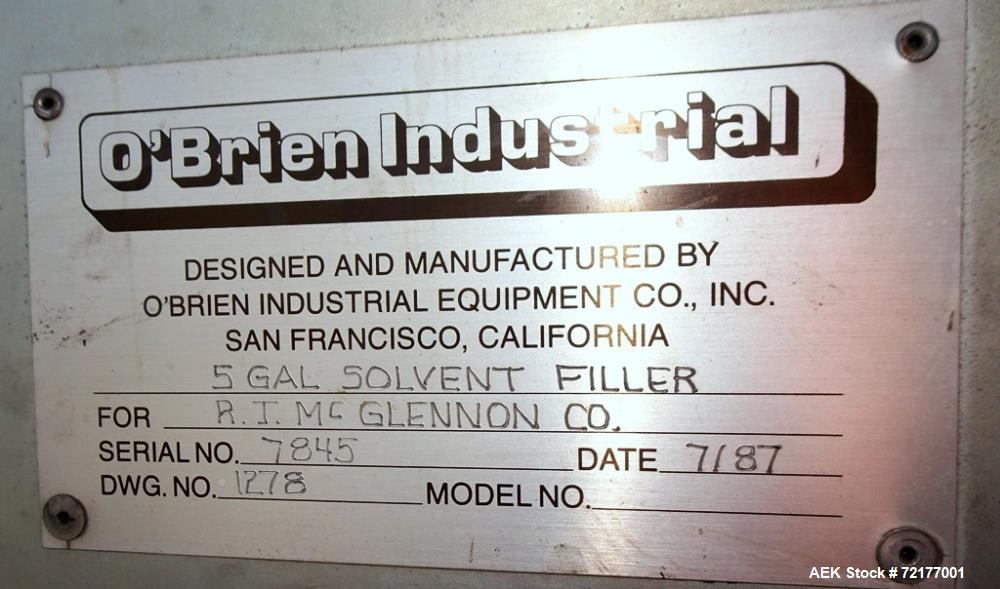 O'Brien Industrial
DESIGNED AND MANUFACTURED BY
O'BRIEN INDUSTRIAL EQUIPMENT CO., INC.
SAN FRANCISCO, CALIFORNIA
5 GAL SOLVENT FILLER
FOR R.J. McGLENNON CO.
SERIAL NO. 7845 DATE 7/87
DWG. NO. 1278 MODEL NO.
AEK Stock # 72177001